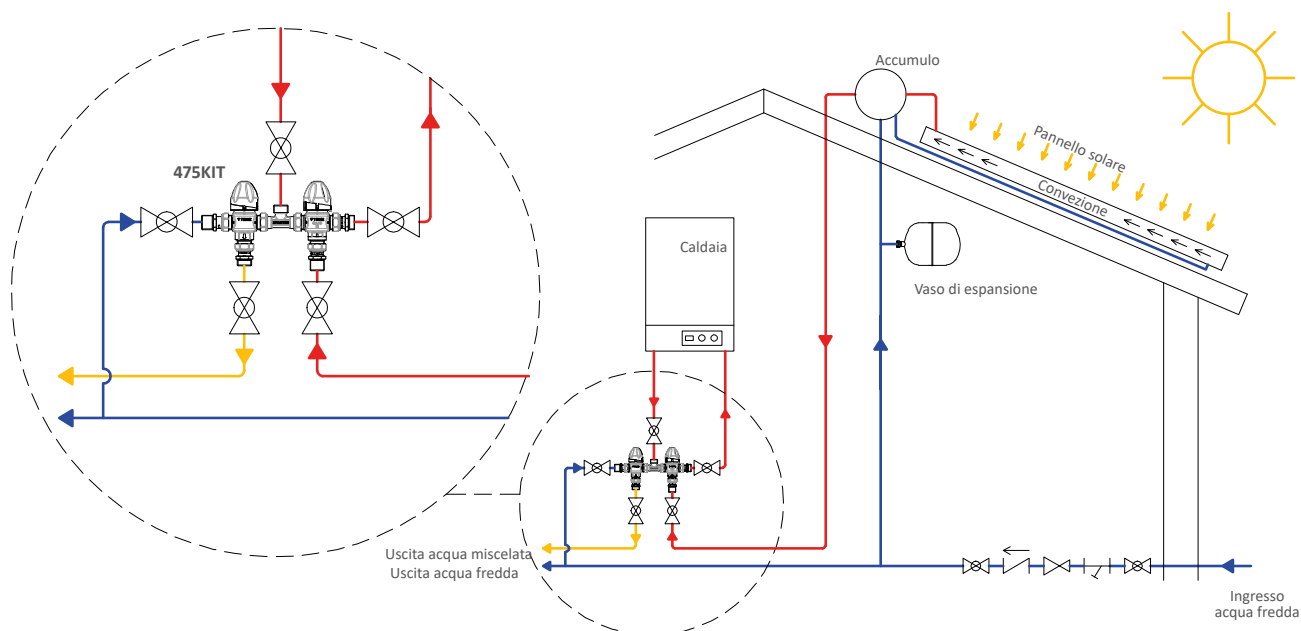 Accumulo
Pannello solare
475KIT
Convezione
Caldaia
Vaso di espansione
Uscita acqua miscelata
Uscita acqua fredda
Ingresso
acqua fredda